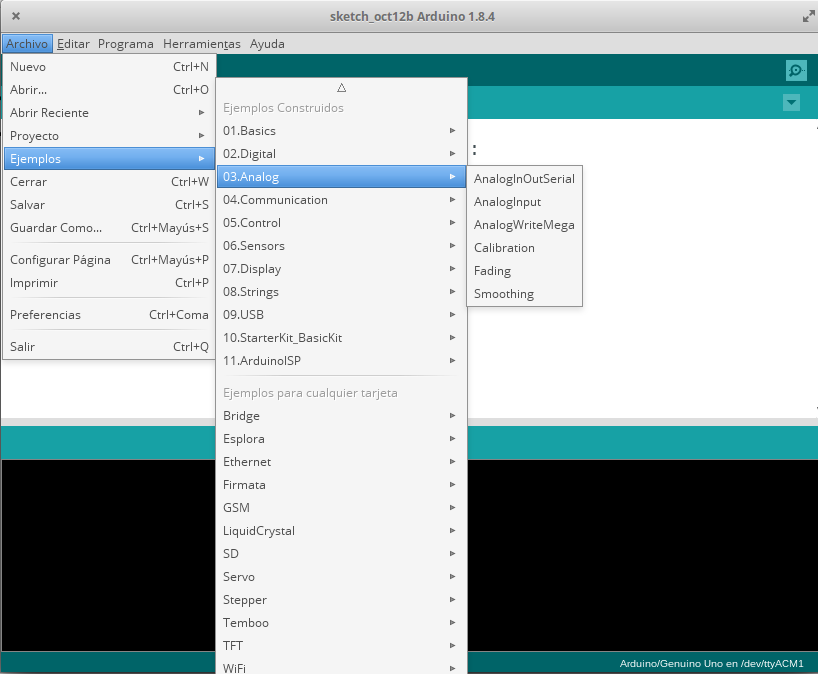 sketch_oct12b Arduino 1.8.4
Archivo Editar Programa Herramientas Ayuda
Nuevo Ctrl+N
Abrir... Ctrl+O
Abrir Reciente
Proyecto
Ejemplos
Cerrar Ctrl+W
Salvar Ctrl+S
Guardar Como... Ctrl+Mayús+S
Configurar Página Ctrl+Mayús+P
Imprimir Ctrl+P
Preferencias Ctrl+Coma
Salir Ctrl+Q
Ejemplos Construidos
01.Basics
02.Digital
03.Analog
04.Communication
05.Control
06.Sensors
07.Display
08.Strings
09.USB
10.StarterKit_BasicKit
11.ArduinoISP
Ejemplos para cualquier tarjeta
Bridge
Esplora
Ethernet
Firmata
GSM
LiquidCrystal
SD
Servo
Stepper
Temboo
TFT
WiFi
:
AnalogInOutSerial
AnalogInput
AnalogWriteMega
Calibration
Fading
Smoothing
Arduino/Genuino Uno en /dev/ttyACM1